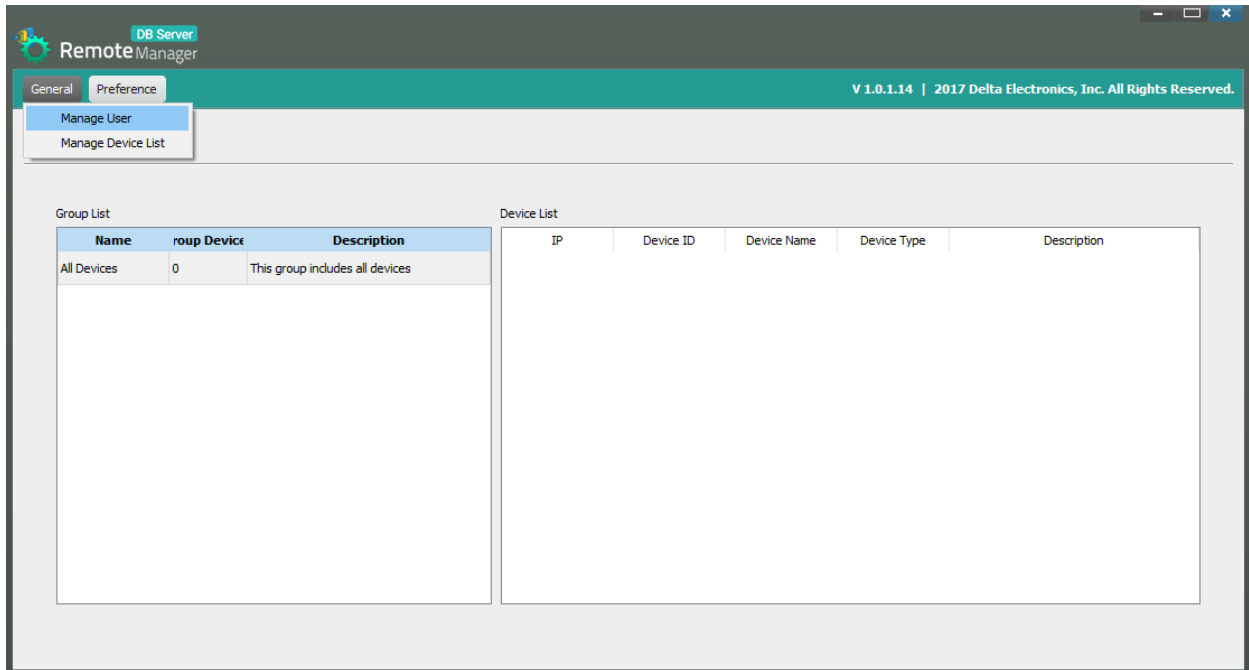 DB Server
RemoteManager
General Preference V 1.0.1.14 | 2017 Delta Electronics, Inc. All Rights Reserved.
Manage User
Manage Device List
Group List
Name roup Device Description
All Devices 0 This group includes all devices
Device List
IP Device ID Device Name Device Type Description